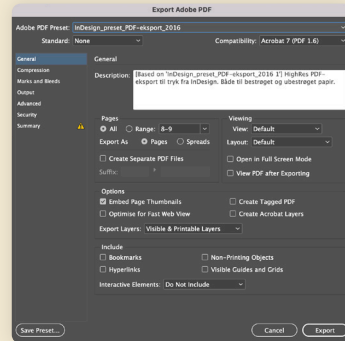 Export Adobe PDF
Adobe PDF Preset: InDesign_preset_PDF-eksport_2016
Standard: None
Compatibility: Acrobat 7 (PDF 1.6)
General
Compression
Marks and Bleeds
Output
Advanced
Security
Summary
General
Description: [Based on 'InDesign_preset_PDF-eksport_2016 1'] HighRes PDF-
eksport til tryk fra InDesign. Både til bestrøget og ubestrøget papir.
Pages
All Range: 8-9
Export As Pages Spreads
Create Separate PDF Files
Suffix:
Viewing
View: Default
Layout: Default
Open in Full Screen Mode
View PDF after Exporting
Options
Embed Page Thumbnails
Create Tagged PDF
Optimise for Fast Web View
Create Acrobat Layers
Export Layers: Visible & Printable Layers
Include
Bookmarks
Non-Printing Objects
Hyperlinks
Visible Guides and Grids
Interactive Elements: Do Not Include
Save Preset...
Cancel
Export